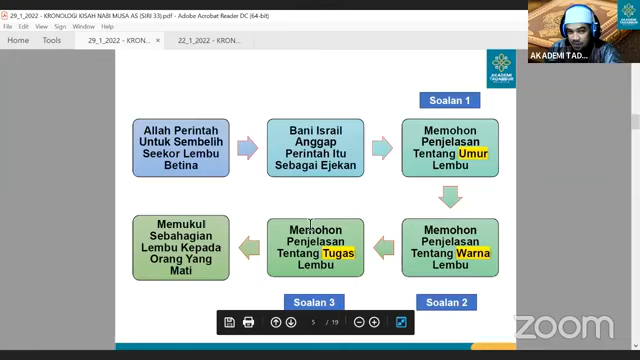 29_1_2022 - KRONOLOGI KISAH NABI MUSA AS (SIRI 33).pdf - Adobe Acrobat Reader DC (64-bit)
File Edit View Sign Window Help
Home Tools 29_1_2022 - KRON... × 22_1_2022 - KRON...
AKADEMI TAD...
AKADEMI
TADABBUR
Soalan 1
Allah Perintah
Untuk Sembelih
Seekor Lembu
Betina
Bani Israil
Anggap
Perintah Itu
Sebagai Ejekan
Memohon
Penjelasan
Tentang Umur
Lembu
Memukul
Sebahagian
Lembu Kepada
Orang Yang
Mati
Memohon
Penjelasan
Tentang Tugas
Lembu
Memohon
Penjelasan
Tentang Warna
Lembu
Soalan 3
Soalan 2
5 / 19
zoom